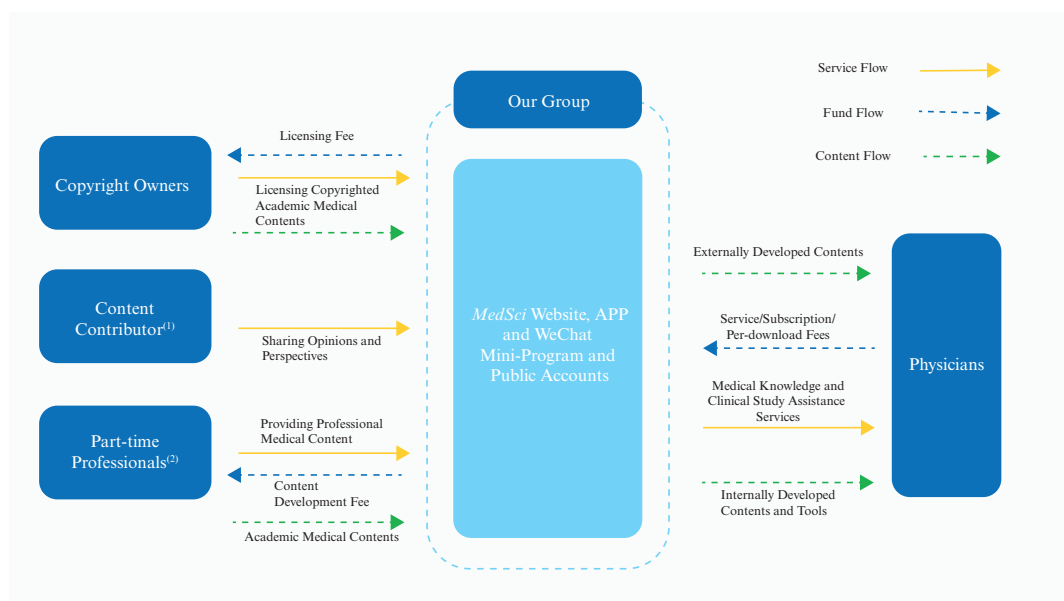 Our Group
Service Flow
Fund Flow
Content Flow
Copyright Owners
Licensing Fee
Licensing Copyrighted
Academic Medical
Contents
Content
Contributor(1)
Sharing Opinions and
Perspectives
Part-time
Professionals(2)
Providing Professional
Medical Content
Content
Development Fee
Academic Medical Contents
MedSci Website, APP
and WeChat
Mini-Program and
Public Accounts
Externally Developed Contents
Service/Subscription/
Per-download Fees
Medical Knowledge and
Clinical Study Assistance
Services
Internally Developed
Contents and Tools
Physicians